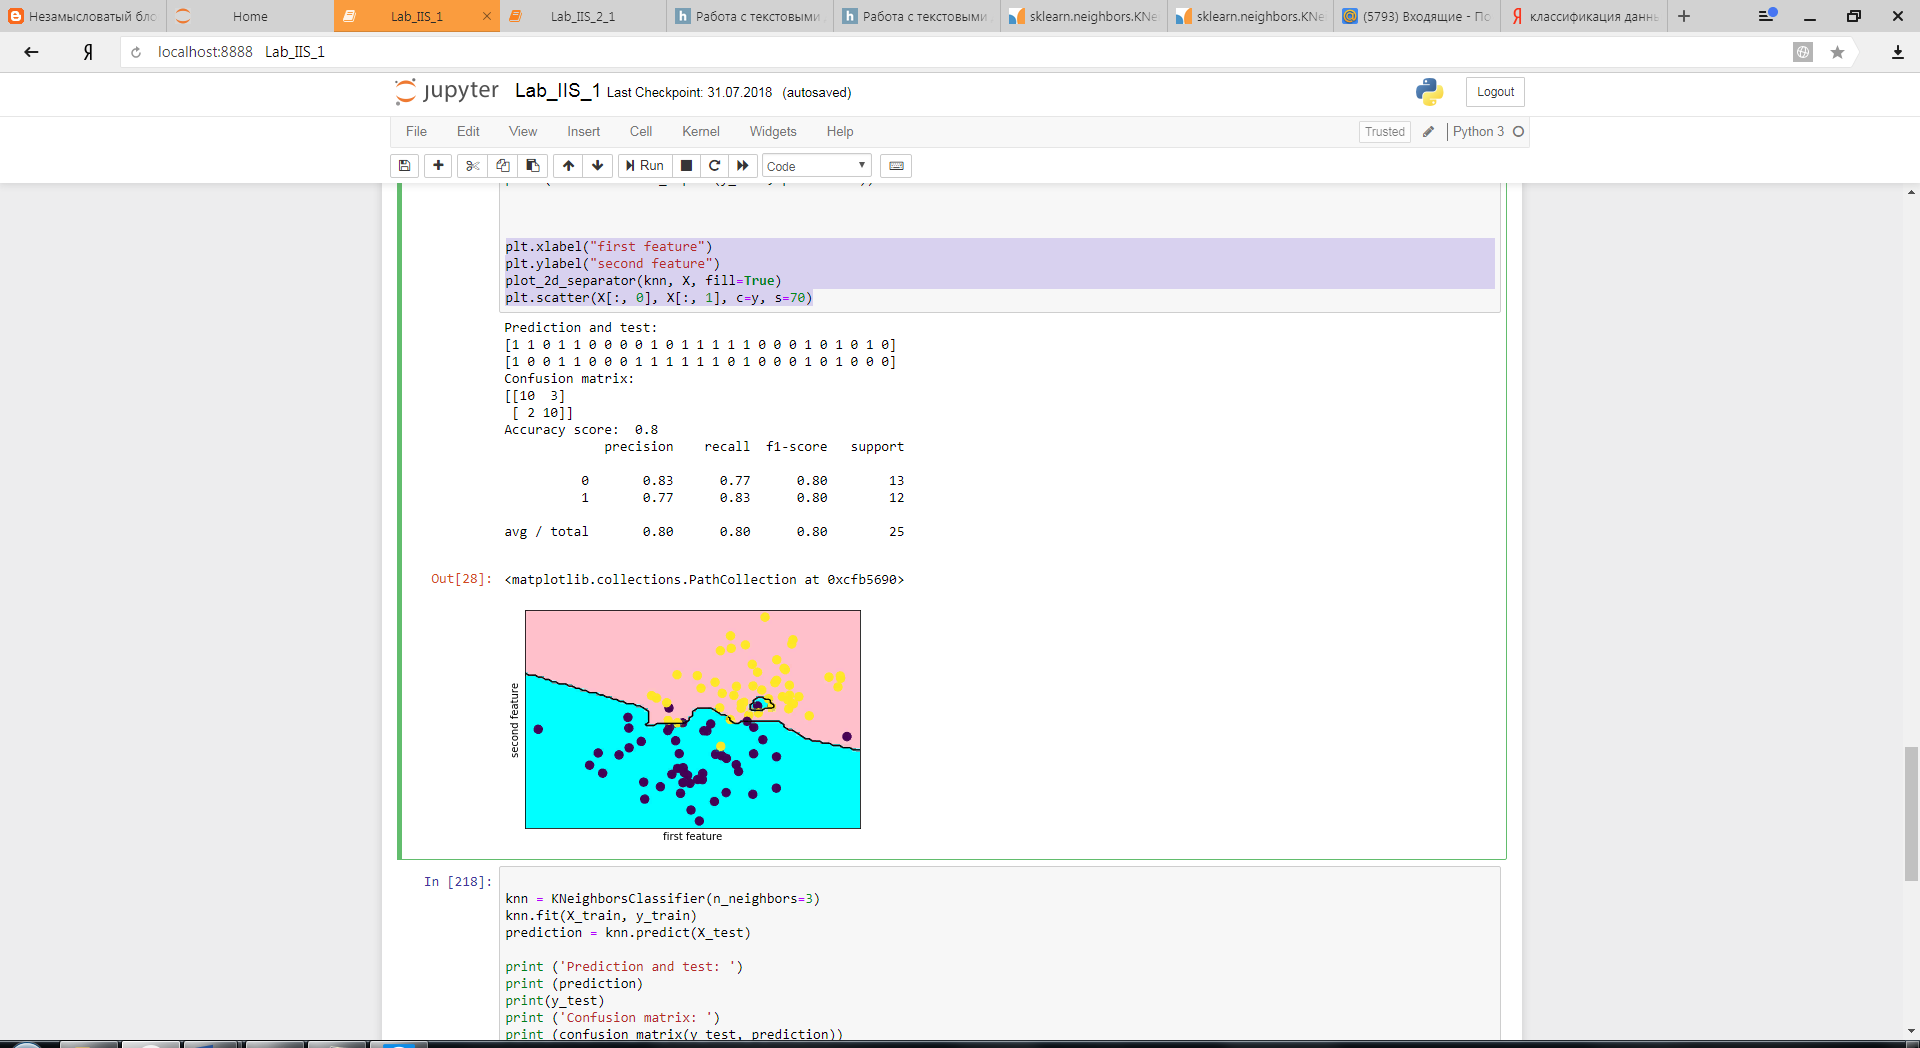 Незамысловатый бло
Home
Lab_IIS_1
Lab_IIS_2_1
Работа с текстовыми
Работа с текстовыми
sklearn.neighbors.KNe
sklearn.neighbors.KNe
(5793) Входящие - По
классификация даннь
localhost:8888 Lab_IIS_1
jupyter Lab_IIS_1 Last Checkpoint: 31.07.2018 (autosaved)
Logout
File Edit View Insert Cell Kernel Widgets Help
Trusted
Python 3
Run
Code
plt.xlabel("first feature")
plt.ylabel("second feature")
plot_2d_separator(knn, X, fill=True)
plt.scatter(X[:, 0], X[:, 1], c=y, s=70)
Prediction and test:
[1 1 0 1 1 0 0 0 0 1 0 1 1 1 1 1 0 0 0 1 0 1 0 1 0]
[1 0 0 1 1 0 0 0 1 1 1 1 1 1 0 1 0 0 0 1 0 1 0 0 0]
Confusion matrix:
[[10  3]
 [ 2 10]]
Accuracy score:  0.8
precision recall f1-score support
0 0.83 0.77 0.80 13
1 0.77 0.83 0.80 12
avg / total 0.80 0.80 0.80 25
Out[28]: <matplotlib.collections.PathCollection at 0xcfb5690>
second feature
first feature
In [218]:
knn = KNeighborsClassifier(n_neighbors=3)
knn.fit(X_train, y_train)
prediction = knn.predict(X_test)
print ('Prediction and test: ')
print (prediction)
print(y_test)
print ('Confusion matrix: ')
print (confusion_matrix(y_test, prediction))